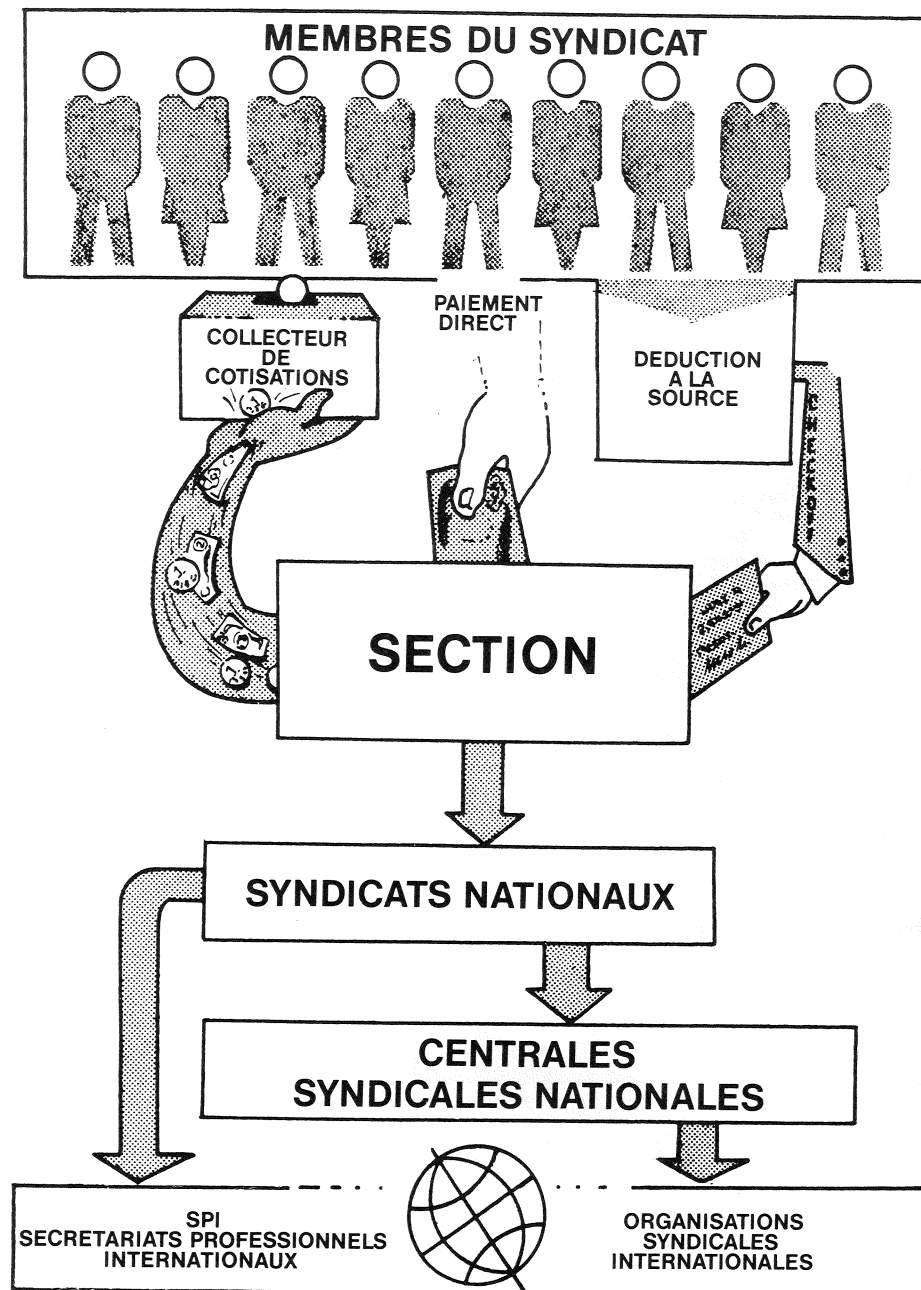 MEMBRES DU SYNDICAT
COLLECTEUR
DE
COTISATIONS
PAIEMENT
DIRECT
DEDUCTION
A LA
SOURCE
CHECKOFF
SECTION
SYNDICATS NATIONAUX
CENTRALES
SYNDICALES NATIONALES
SPI
SECRETARIATS PROFESSIONNELS
INTERNATIONAUX
ORGANISATIONS
SYNDICALES
INTERNATIONALES